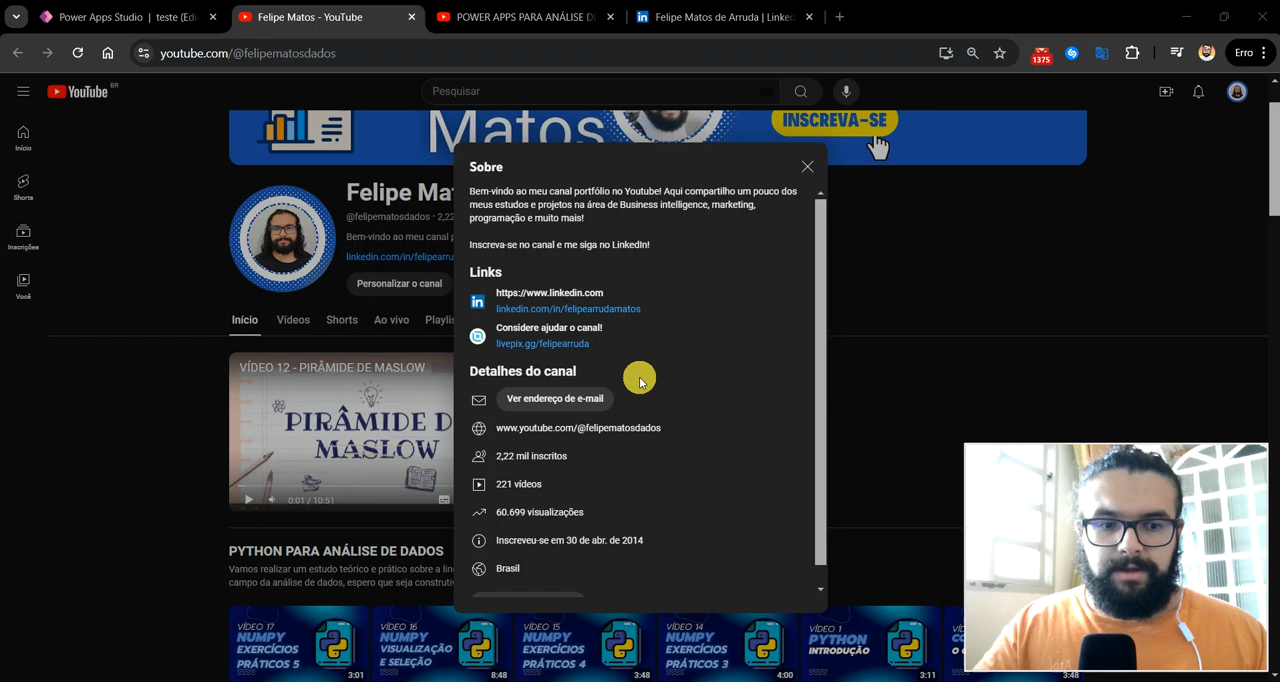 Power Apps Studio | teste (Edi
Felipe Matos - YouTube
POWER APPS PARA ANÁLISE D
Felipe Matos de Arruda | Linked
youtube.com/@felipematosdados
1375
Erro
YouTube BR
Pesquisar
Início
Shorts
Inscrições
Você
Matos
INSCREVA-SE
Felipe Ma
@felipematosdados · 2,22
Bem-vindo ao meu canal p
linkedin.com/in/felipearru
Personalizar o canal
Início
Vídeos
Shorts
Ao vivo
Playli
VÍDEO 12 - PIRÂMIDE DE MASLOW
PIRÂMIDE D
MASLOW
0:01 / 10:51
PYTHON PARA ANÁLISE DE DADOS
Vamos realizar um estudo teórico e prático sobre a lin
campo da análise de dados, espero que seja construti
Sobre
Bem-vindo ao meu canal portfólio no Youtube! Aqui compartilho um pouco dos
meus estudos e projetos na área de Business intelligence, marketing,
programação e muito mais!
Inscreva-se no canal e me siga no LinkedIn!
Links
https://www.linkedin.com
linkedin.com/in/felipearrudamatos
Considere ajudar o canal!
livepix.gg/felipearruda
Detalhes do canal
Ver endereço de e-mail
www.youtube.com/@felipematosdados
2,22 mil inscritos
221 vídeos
60.699 visualizações
Inscreveu-se em 30 de abr. de 2014
Brasil
VÍDEO 17
NUMPY
EXERCÍCIOS
PRÁTICOS 5
3:01
VÍDEO 16
NUMPY
VISUALIZAÇÃO
E SELEÇÃO
8:48
VÍDEO 15
NUMPY
EXERCÍCIOS
PRÁTICOS 4
3:48
VÍDEO 14
NUMPY
EXERCÍCIOS
PRÁTICOS 3
4:00
VÍDEO 1
PYTHON
INTRODUÇÃO
3:11
3:48